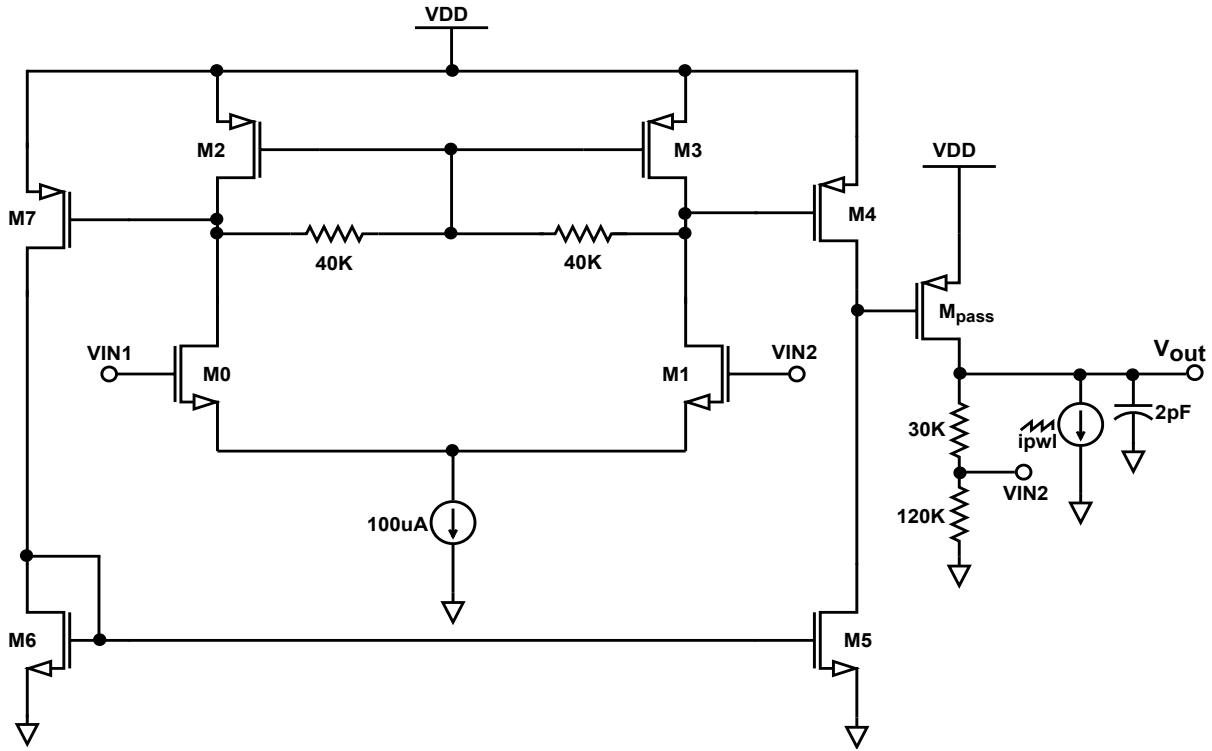 VDD
M2
M3
VDD
M7
M4
40K
40K
Mpass
VIN1
VIN2
Vout
M0
M1
30K
ipwl
2pF
VIN2
100uA
120K
M6
M5